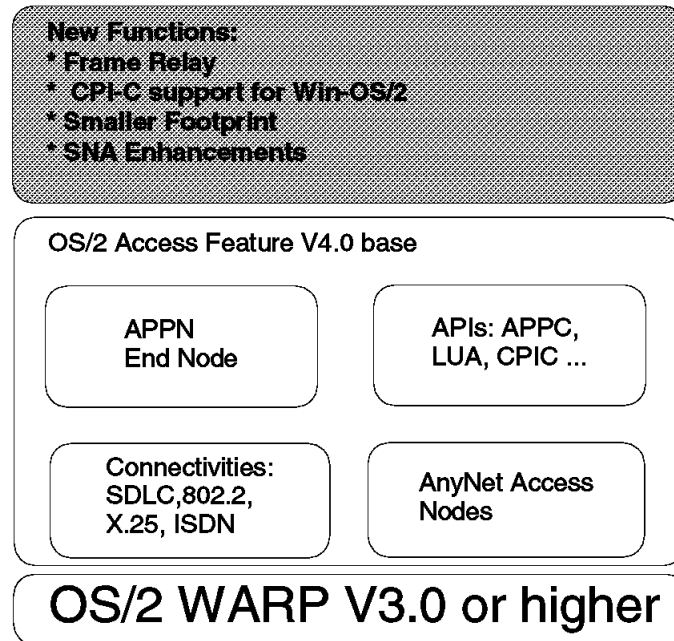 New Functions:
* Frame Relay
* CPI-C support for Win-OS/2
* Smaller Footprint
* SNA Enhancements
OS/2 Access Feature V4.0 base
APPN
End Node
APIs: APPC,
LUA, CPIC ...
Connectivities:
SDLC,802.2,
X.25, ISDN
AnyNet Access
Nodes
OS/2 WARP V3.0 or higher